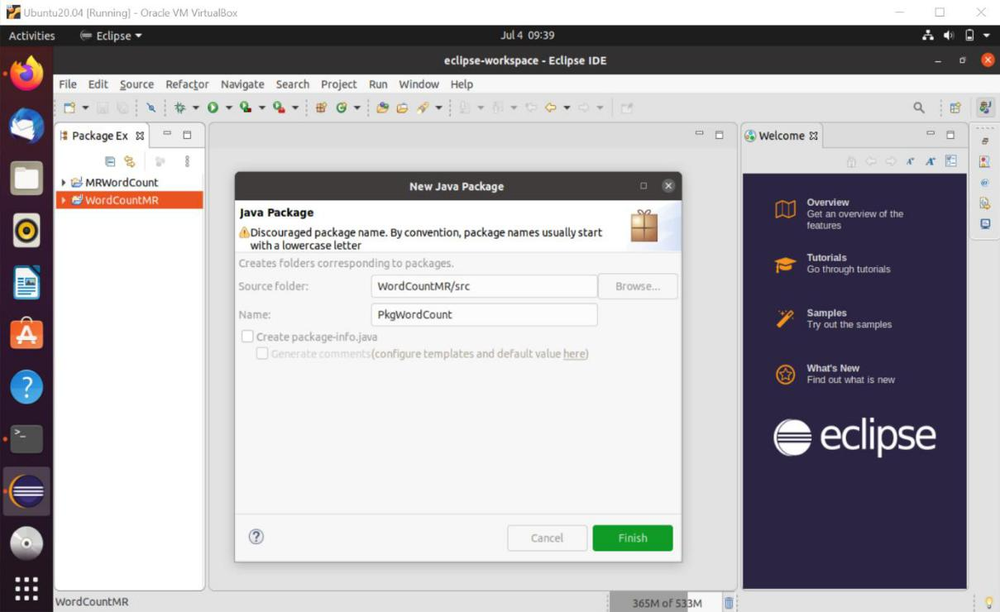 Ubuntu20.04 [Running] - Oracle VM VirtualBox
Activities Eclipse Jul 4 09:39
eclipse-workspace - Eclipse IDE
File Edit Source Refactor Navigate Search Project Run Window Help
Package Ex
Welcome
MRWordCount
WordCountMR
New Java Package
Java Package
Discouraged package name. By convention, package names usually start
with a lowercase letter
Creates folders corresponding to packages.
Source folder: WordCountMR/src Browse...
Name: PkgWordCount
Create package-info.java
Generate comments(configure templates and default value here)
Cancel Finish
Overview
Get an overview of the
features
Tutorials
Go through tutorials
Samples
Try out the samples
What's New
Find out what is new
eclipse
WordCountMR
365M of 533M